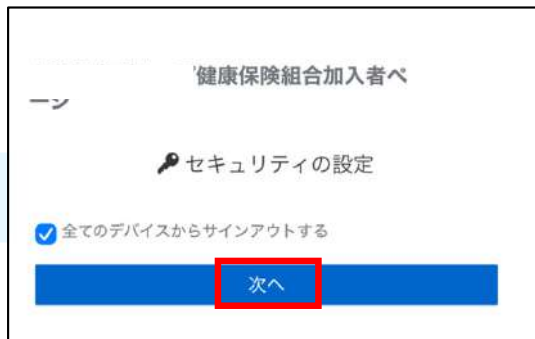 健康保険組合加入者ペ
ージ
セキュリティの設定
全てのデバイスからサインアウトする
次へ